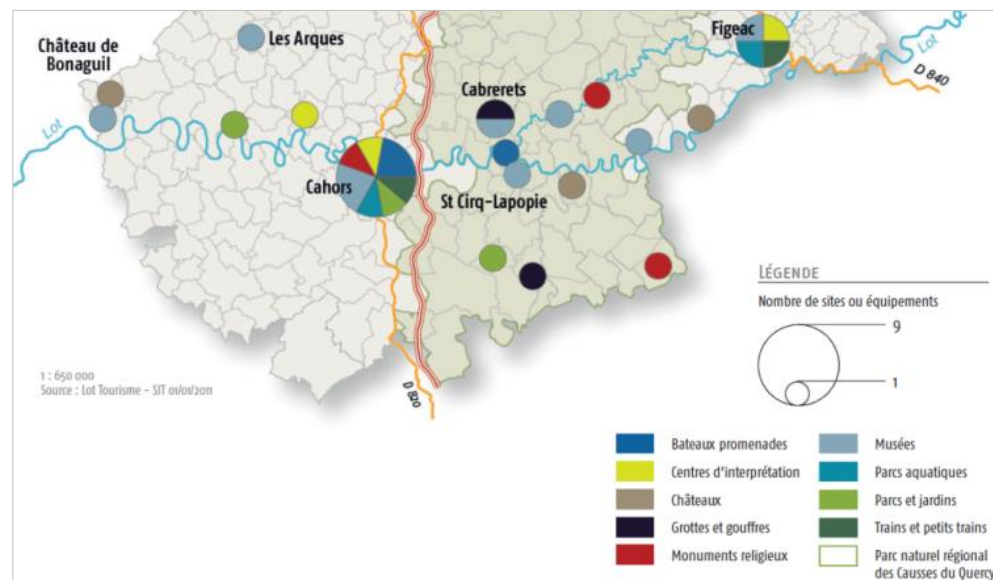 Château de
Bonaguil
Les Arques
Figeac
D 840
Lot
Cabrerets
Lot
Cahors
St Cirq-Lapopie
D 820
1 : 650 000
Source : Lot Tourisme – SIT 01/01/2011
LÉGENDE
Nombre de sites ou équipements
9
1
Bateaux promenades
Centres d'interprétation
Châteaux
Grottes et gouffres
Monuments religieux
Musées
Parcs aquatiques
Parcs et jardins
Trains et petits trains
Parc naturel régional
des Causses du Quercy